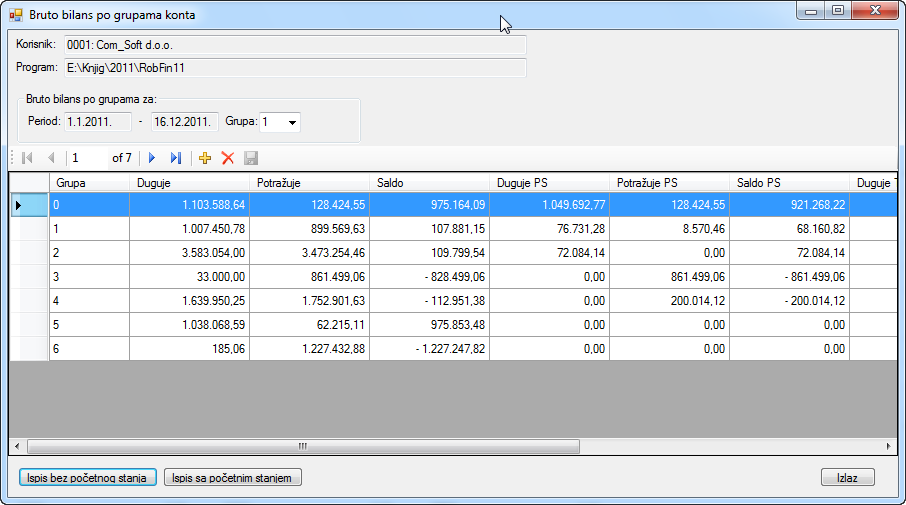 Bruto bilans po grupama konta
Korisnik: 0001: Com_Soft d.o.o.
Program: E:\Knjig\2011\RobFin11
Bruto bilans po grupama za:
Period: 1.1.2011. - 16.12.2011. Grupa: 1
1 of 7
Grupa Duguje Potražuje Saldo Duguje PS Potražuje PS Saldo PS Duguje T
0 1.103.588,64 128.424,55 975.164,09 1.049.692,77 128.424,55 921.268,22
1 1.007.450,78 899.569,63 107.881,15 76.731,28 8.570,46 68.160,82
2 3.583.054,00 3.473.254,46 109.799,54 72.084,14 0,00 72.084,14
3 33.000,00 861.499,06 - 828.499,06 0,00 861.499,06 - 861.499,06
4 1.639.950,25 1.752.901,63 - 112.951,38 0,00 200.014,12 - 200.014,12
5 1.038.068,59 62.215,11 975.853,48 0,00 0,00 0,00
6 185,06 1.227.432,88 - 1.227.247,82 0,00 0,00 0,00
Ispis bez početnog stanja Ispis sa početnim stanjem Izlaz